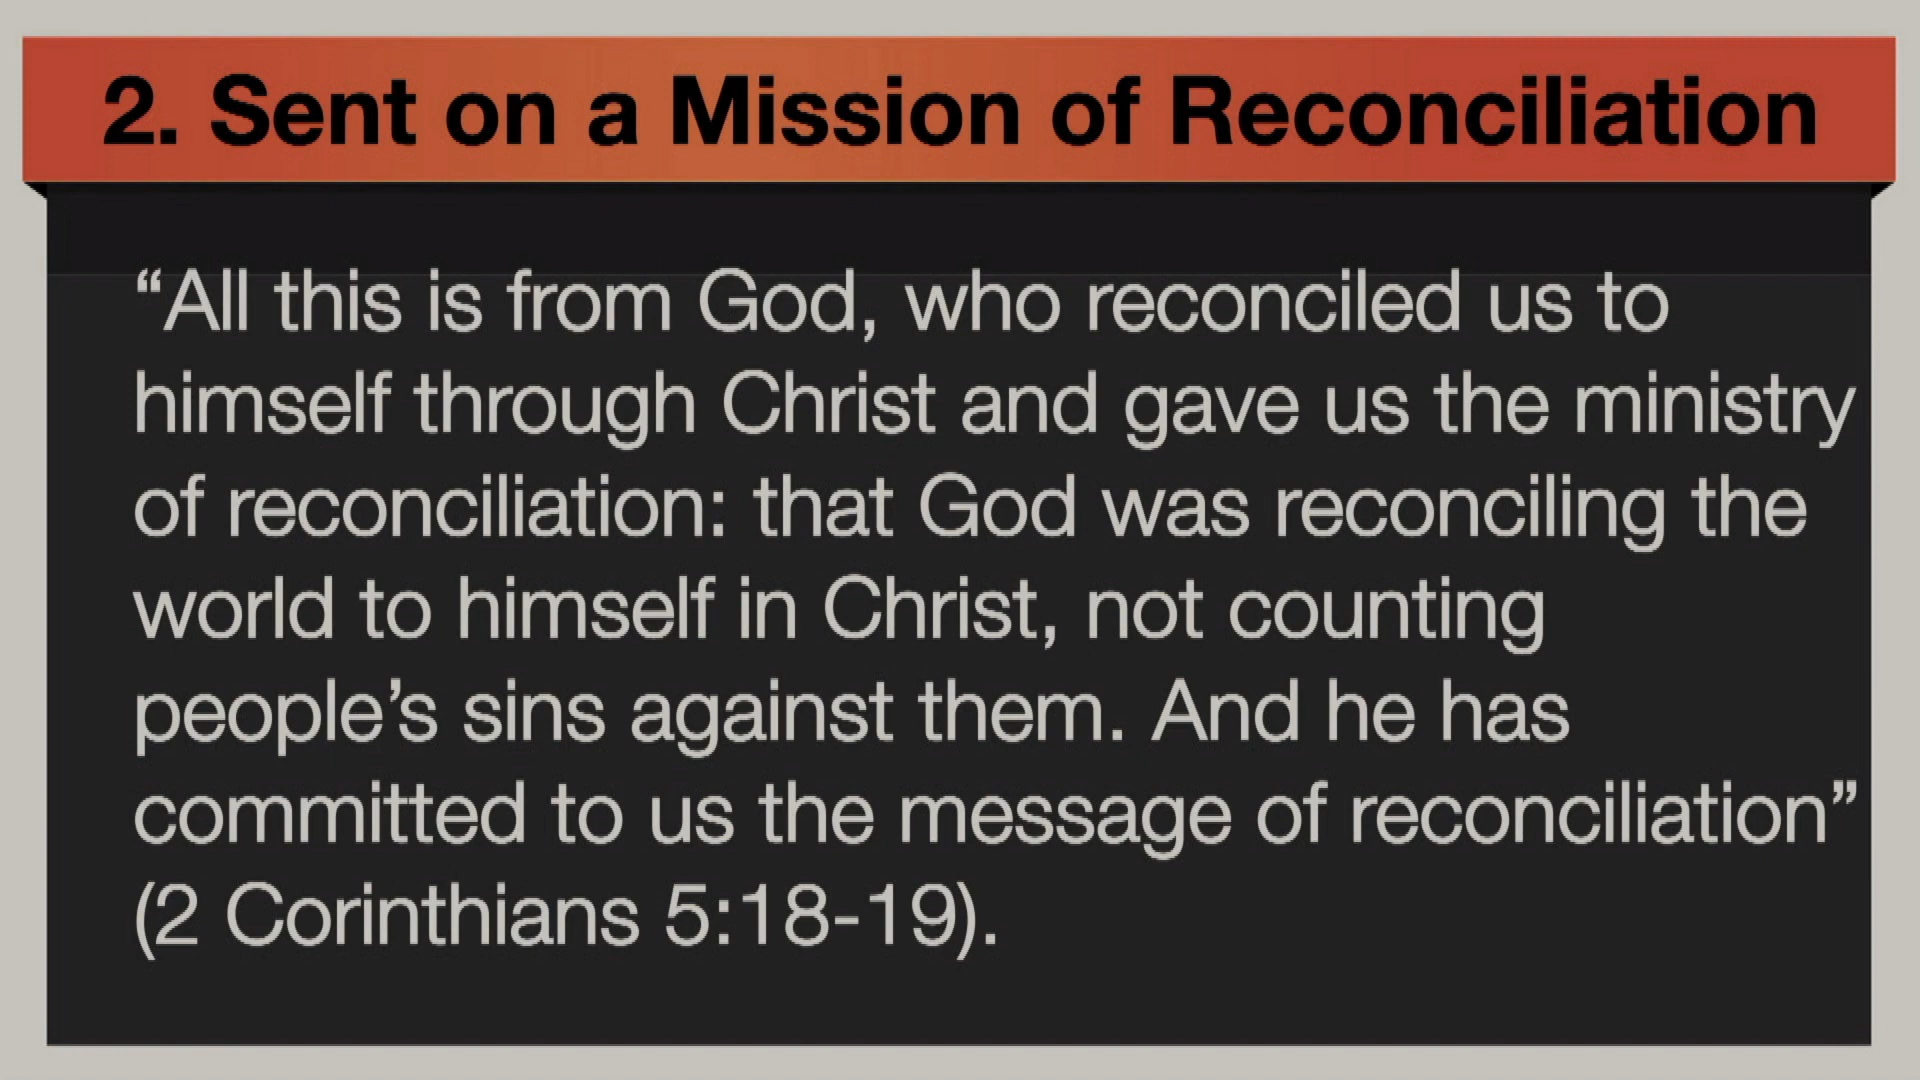 2. Sent on a Mission of Reconciliation
“All this is from God, who reconciled us to
himself through Christ and gave us the ministry
of reconciliation: that God was reconciling the
world to himself in Christ, not counting
people’s sins against them. And he has
committed to us the message of reconciliation”
(2 Corinthians 5:18-19).